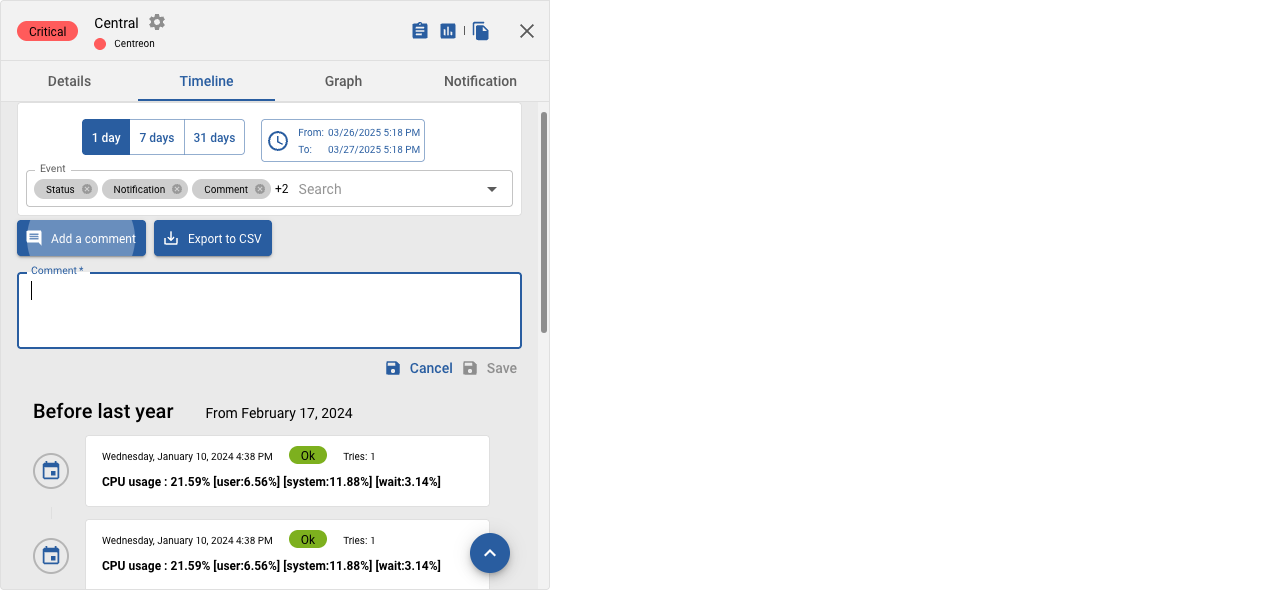 Critical
Central
Centreon
Details Timeline Graph Notification
1 day 7 days 31 days
From: 03/26/2025 5:18 PM
To: 03/27/2025 5:18 PM
Event
Status Notification Comment +2 Search
Add a comment Export to CSV
Comment *
Cancel Save
Before last year From February 17, 2024
Wednesday, January 10, 2024 4:38 PM Ok Tries: 1
CPU usage : 21.59% [user:6.56%] [system:11.88%] [wait:3.14%]
Wednesday, January 10, 2024 4:38 PM Ok Tries: 1
CPU usage : 21.59% [user:6.56%] [system:11.88%] [wait:3.14%]